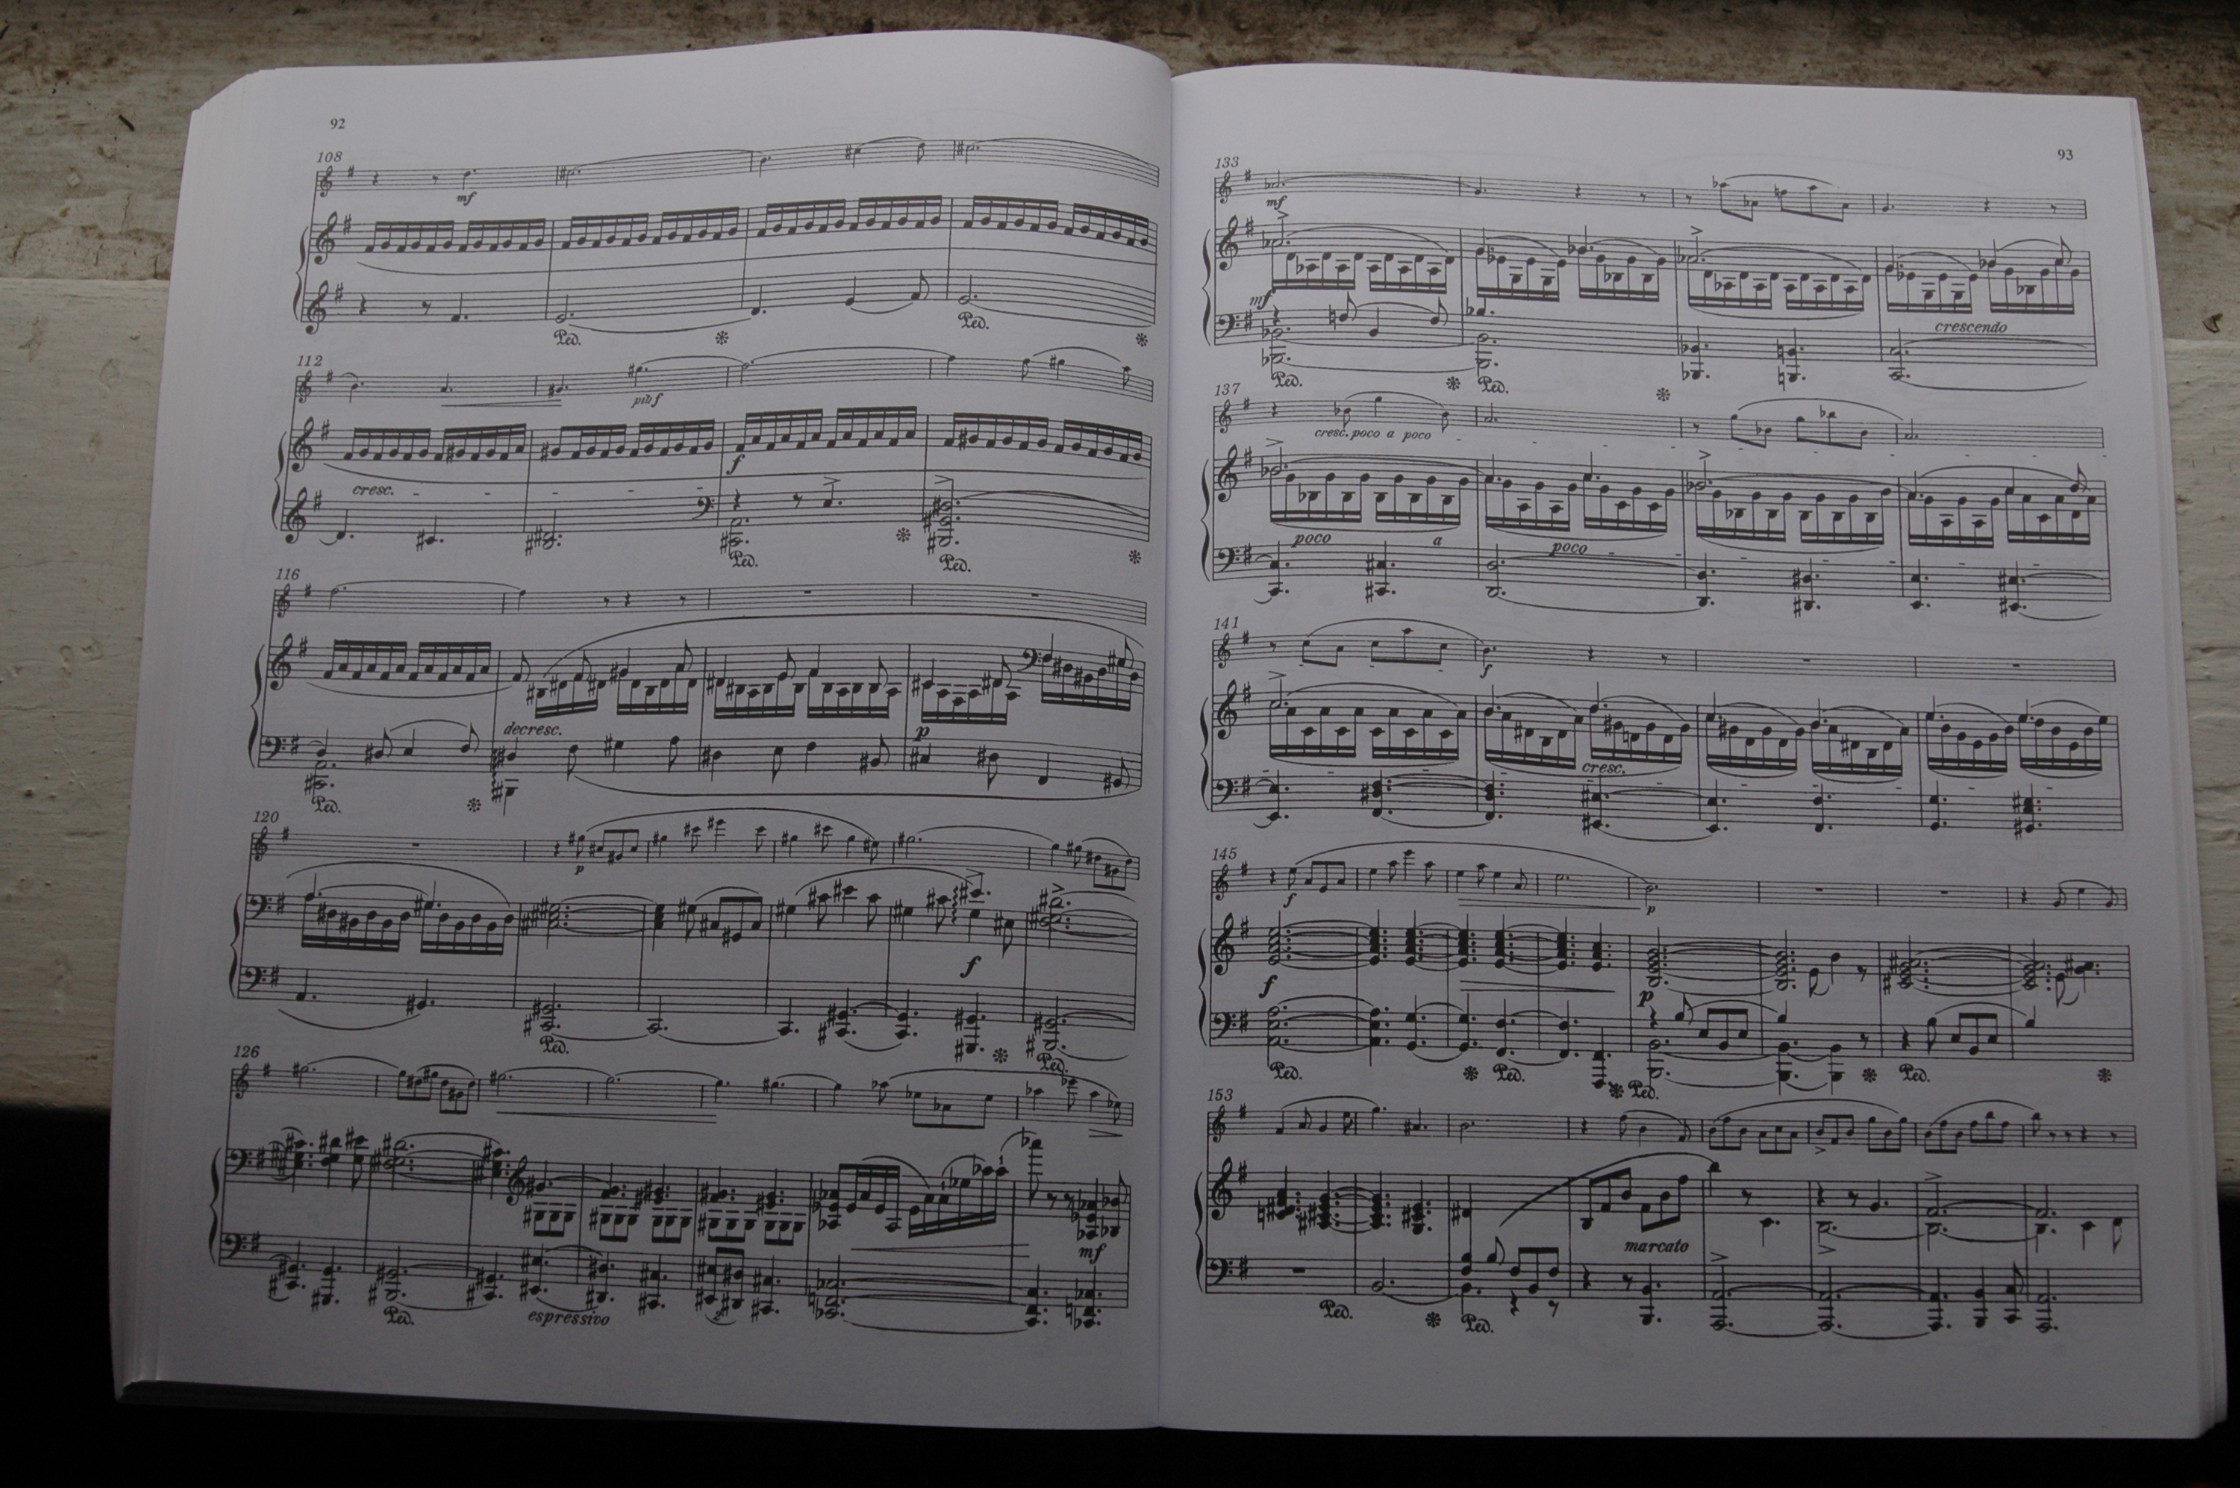 92
108
mf
Ped. Ped.
112
più f
f
cresc.
Ped. Ped.
116
decresc.
p
Ped.
120
p
f
Ped. Ped.
126
mf
espressivo
Ped.
93
133
mf
mf
crescendo
Ped. Ped.
137
cresc. poco a poco
poco a poco
141
f
cresc.
145
f
p
f
p
Ped. Ped. Ped. Ped.
153
marcato
Ped. Ped.